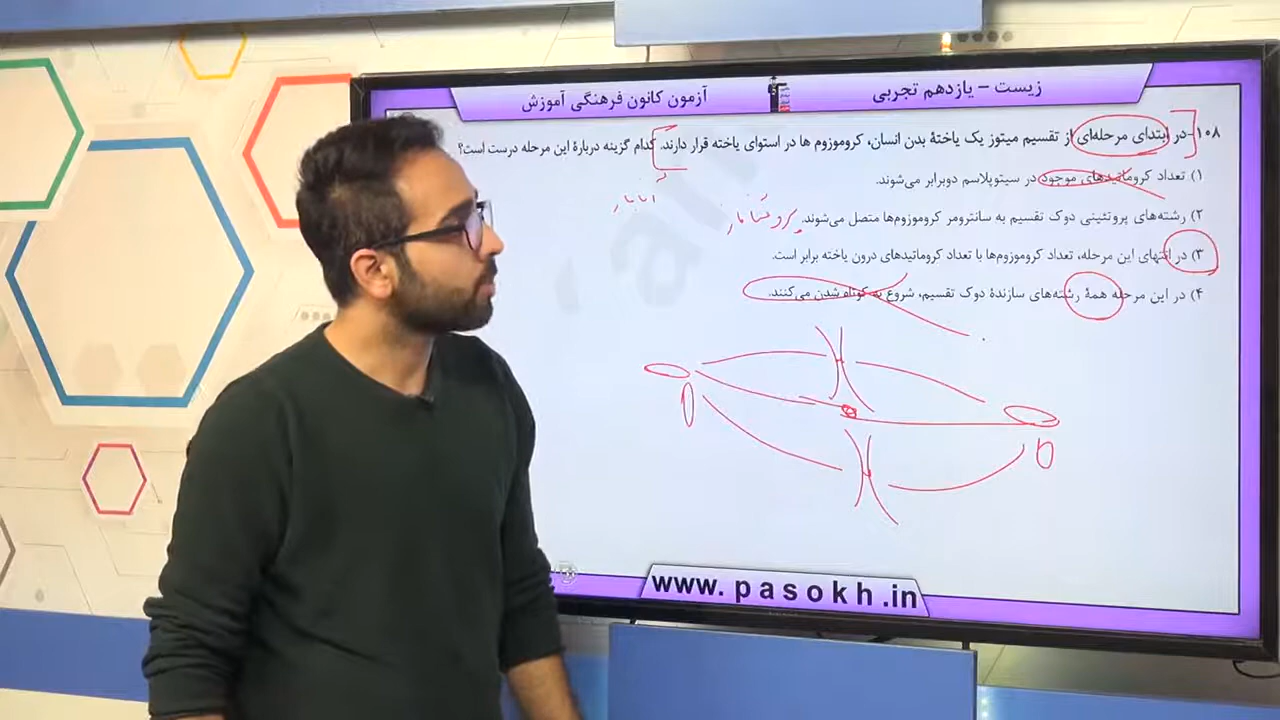 زیست – یازدهم تجربی
آزمون کانون فرهنگی آموزش
۱۰۸- در ابتدای مرحله‌ای از تقسیم میتوز یک یاختهٔ بدن انسان، کروموزوم ها در استوای یاخته قرار دارند. کدام گزینه دربارهٔ این مرحله درست است؟
۱) تعداد کروماتیدهای موجود در سیتوپلاسم دوبرابر می‌شوند.
۲) رشته‌های پروتئینی دوک تقسیم به سانترومر کروموزوم‌ها متصل می‌شوند.
۳) در انتهای این مرحله، تعداد کروموزوم‌ها با تعداد کروماتیدهای درون یاخته برابر است.
۴) در این مرحله همهٔ رشته‌های سازندهٔ دوک تقسیم، شروع به کوتاه شدن می‌کنند.
www.pasokh.in